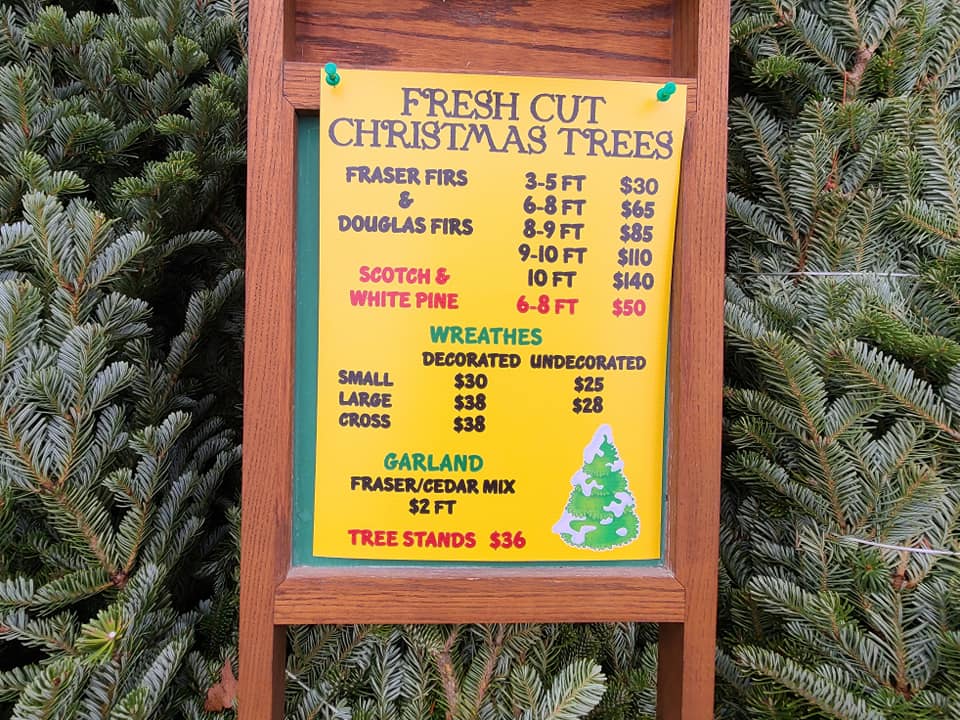 FRESH CUT
CHRISTMAS TREES
FRASER FIRS 3-5 FT $30
& 6-8 FT $65
DOUGLAS FIRS 8-9 FT $85
9-10 FT $110
SCOTCH & 10 FT $140
WHITE PINE 6-8 FT $50
WREATHES
DECORATED UNDECORATED
SMALL $30 $25
LARGE $38 $28
CROSS $38
GARLAND
FRASER/CEDAR MIX
$2 FT
TREE STANDS $36